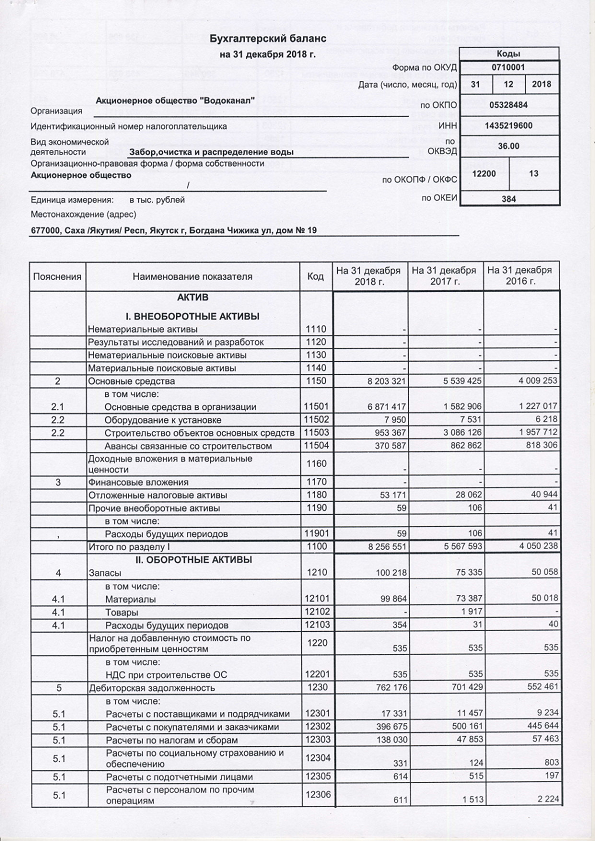 Бухгалтерский баланс
на 31 декабря 2018 г.
Коды
Форма по ОКУД 0710001
Дата (число, месяц, год) 31 12 2018
Акционерное общество "Водоканал"
Организация по ОКПО 05328484
Идентификационный номер налогоплательщика ИНН 1435219600
Вид экономической
деятельности Забор,очистка и распределение воды по ОКВЭД 36.00
Организационно-правовая форма / форма собственности
Акционерное общество
/ по ОКОПФ / ОКФС 12200 13
Единица измерения: в тыс. рублей по ОКЕИ 384
Местонахождение (адрес)
677000, Саха /Якутия/ Респ, Якутск г, Богдана Чижика ул, дом № 19
Пояснения Наименование показателя Код На 31 декабря 2018 г. На 31 декабря 2017 г. На 31 декабря 2016 г.
АКТИВ
I. ВНЕОБОРОТНЫЕ АКТИВЫ
Нематериальные активы 1110 - - -
Результаты исследований и разработок 1120 - - -
Нематериальные поисковые активы 1130 - - -
Материальные поисковые активы 1140 - - -
2 Основные средства 1150 8 203 321 5 539 425 4 009 253
в том числе:
2.1 Основные средства в организации 11501 6 871 417 1 582 906 1 227 017
2.2 Оборудование к установке 11502 7 950 7 531 6 218
2.2 Строительство объектов основных средств 11503 953 367 3 086 126 1 957 712
Авансы связанные со строительством 11504 370 587 862 862 818 306
Доходные вложения в материальные
ценности 1160 - - -
3 Финансовые вложения 1170 - - -
Отложенные налоговые активы 1180 53 171 28 062 40 944
Прочие внеоборотные активы 1190 59 106 41
в том числе:
, Расходы будущих периодов 11901 59 106 41
Итого по разделу I 1100 8 256 551 5 567 593 4 050 238
II. ОБОРОТНЫЕ АКТИВЫ
4 Запасы 1210 100 218 75 335 50 058
в том числе:
4.1 Материалы 12101 99 864 73 387 50 018
4.1 Товары 12102 - 1 917 -
4.1 Расходы будущих периодов 12103 354 31 40
Налог на добавленную стоимость по
приобретенным ценностям 1220 535 535 535
в том числе:
НДС при строительстве ОС 12201 535 535 535
5 Дебиторская задолженность 1230 762 176 701 429 552 461
в том числе:
5.1 Расчеты с поставщиками и подрядчиками 12301 17 331 11 457 9 234
5.1 Расчеты с покупателями и заказчиками 12302 396 675 500 161 445 644
5.1 Расчеты по налогам и сборам 12303 138 030 47 853 57 463
5.1 Расчеты по социальному страхованию и
обеспечению 12304 331 124 803
5.1 Расчеты с подотчетными лицами 12305 614 515 197
5.1 Расчеты с персоналом по прочим
операциям 12306 611 1 513 2 224